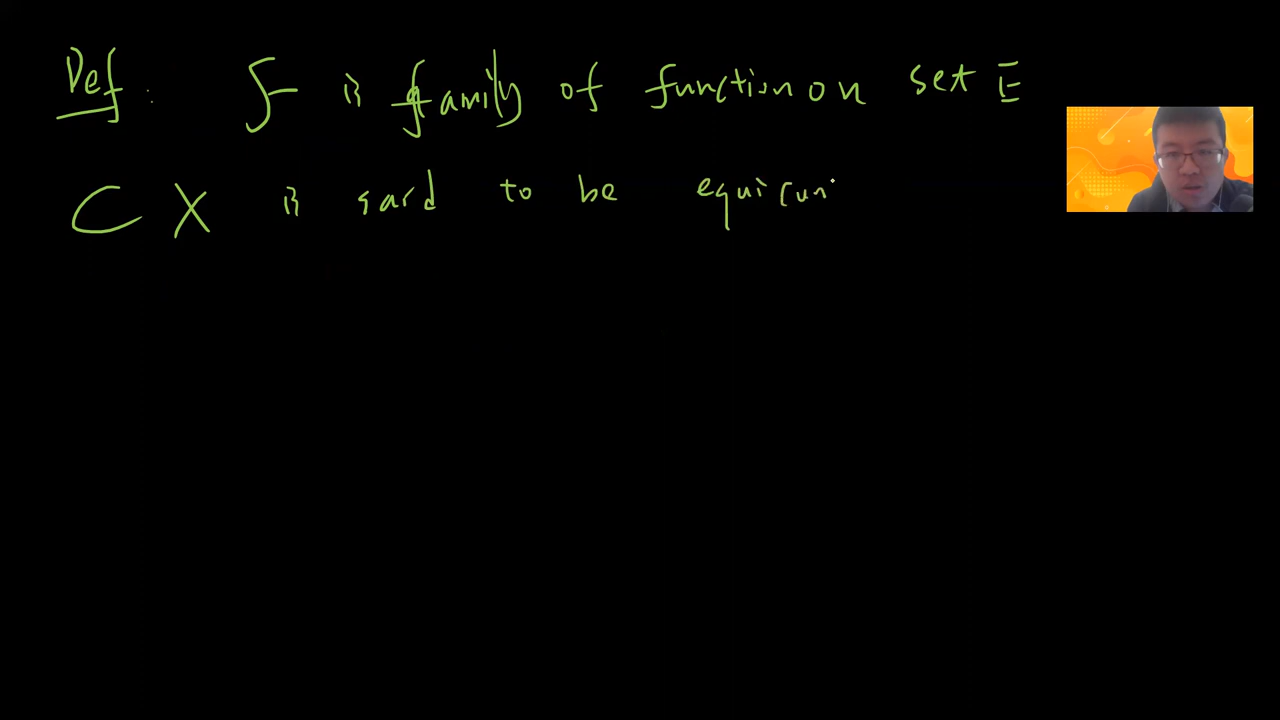 Def: F is family of function on set E
⊂ X is said to be equicon